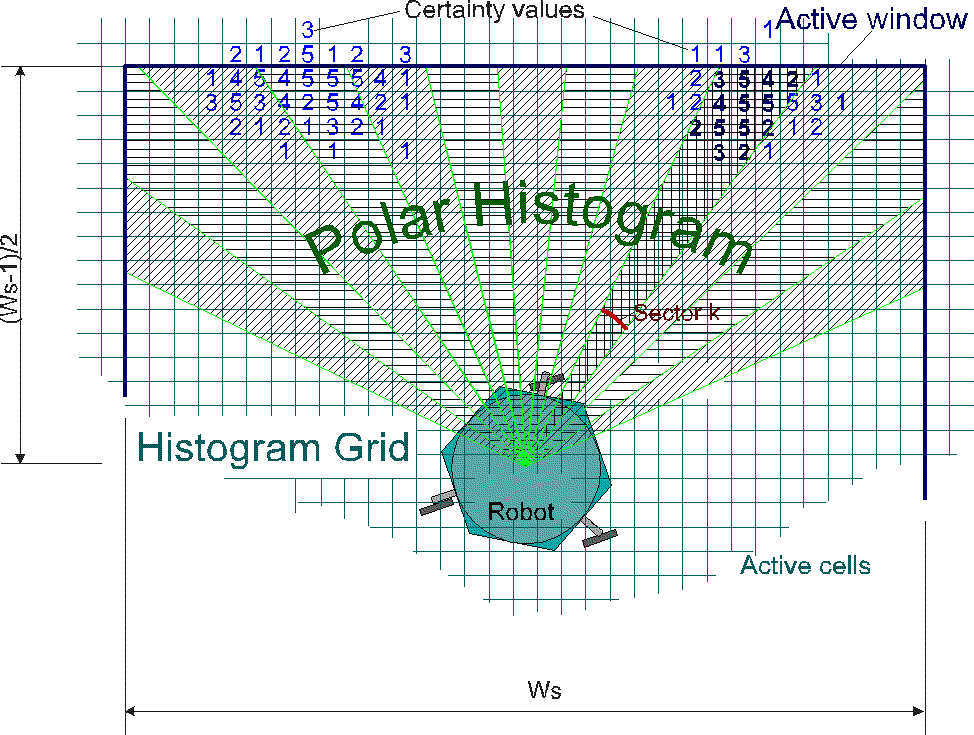 Certainty values
Active window
3 1
2 1 2 5 1 2 3 1 1 3
1 4 5 4 5 5 5 4 1 2 3 5 4 2 1
3 5 3 4 2 5 4 2 1 1 2 4 5 5 5 3 1
2 1 2 1 3 2 1 2 5 5 2 1 2
1 1 1 3 2 1
Polar Histogram
(Ws-1)/2
Sector k
Histogram Grid
Robot
Active cells
Ws